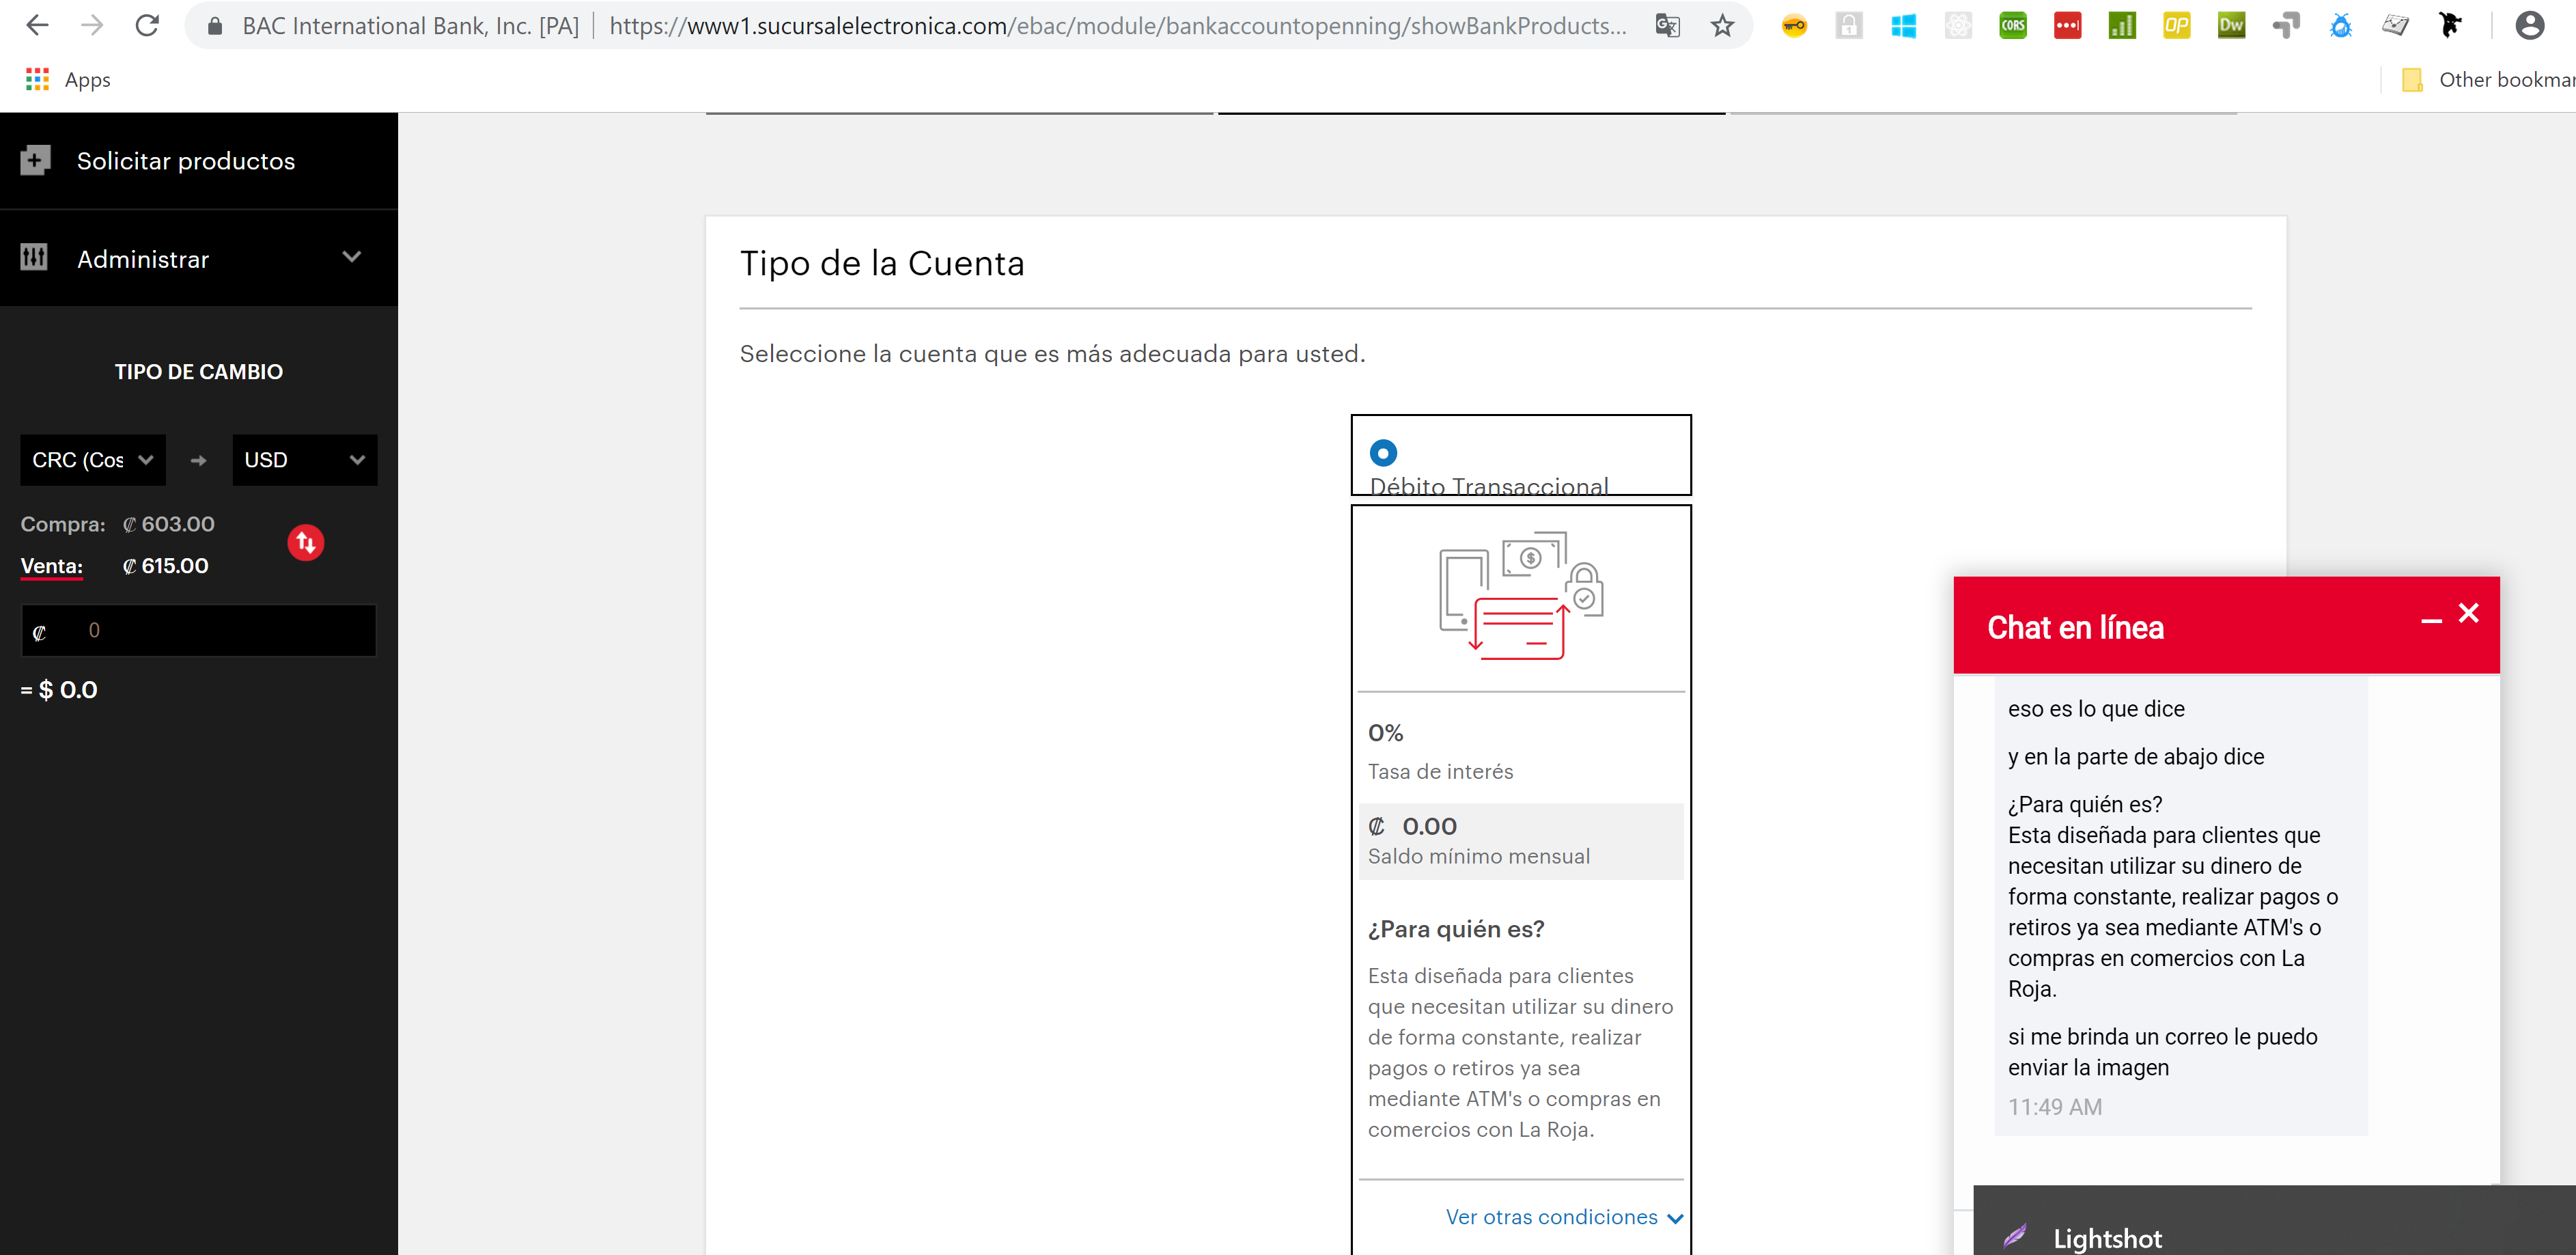 BAC International Bank, Inc. [PA]
https://www1.sucursalelectronica.com/ebac/module/bankaccountopenning/showBankProducts...
CORS
OP
Dw
Apps
Other bookmar
Solicitar productos
Administrar
TIPO DE CAMBIO
CRC (Cos
USD
Compra: ₡ 603.00
Venta: ₡ 615.00
₡ 0
= $ 0.0
Tipo de la Cuenta
Seleccione la cuenta que es más adecuada para usted.
Débito Transaccional
$
0%
Tasa de interés
₡ 0.00
Saldo mínimo mensual
¿Para quién es?
Esta diseñada para clientes
que necesitan utilizar su dinero
de forma constante, realizar
pagos o retiros ya sea
mediante ATM's o compras en
comercios con La Roja.
Ver otras condiciones
Chat en línea
eso es lo que dice
y en la parte de abajo dice
¿Para quién es?
Esta diseñada para clientes que
necesitan utilizar su dinero de
forma constante, realizar pagos o
retiros ya sea mediante ATM's o
compras en comercios con La
Roja.
si me brinda un correo le puedo
enviar la imagen
11:49 AM
Lightshot